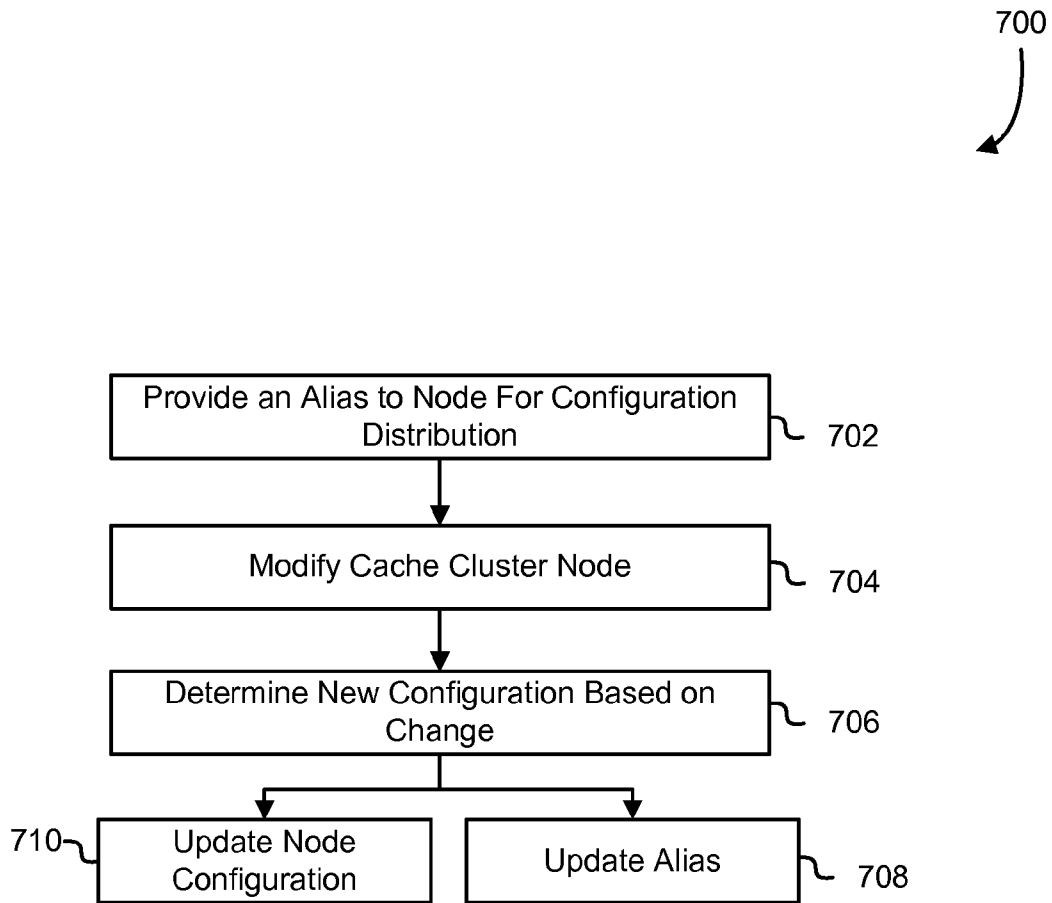 700
Provide an Alias to Node For Configuration
Distribution
702
Modify Cache Cluster Node
704
Determine New Configuration Based on
Change
706
710
Update Node
Configuration
Update Alias
708